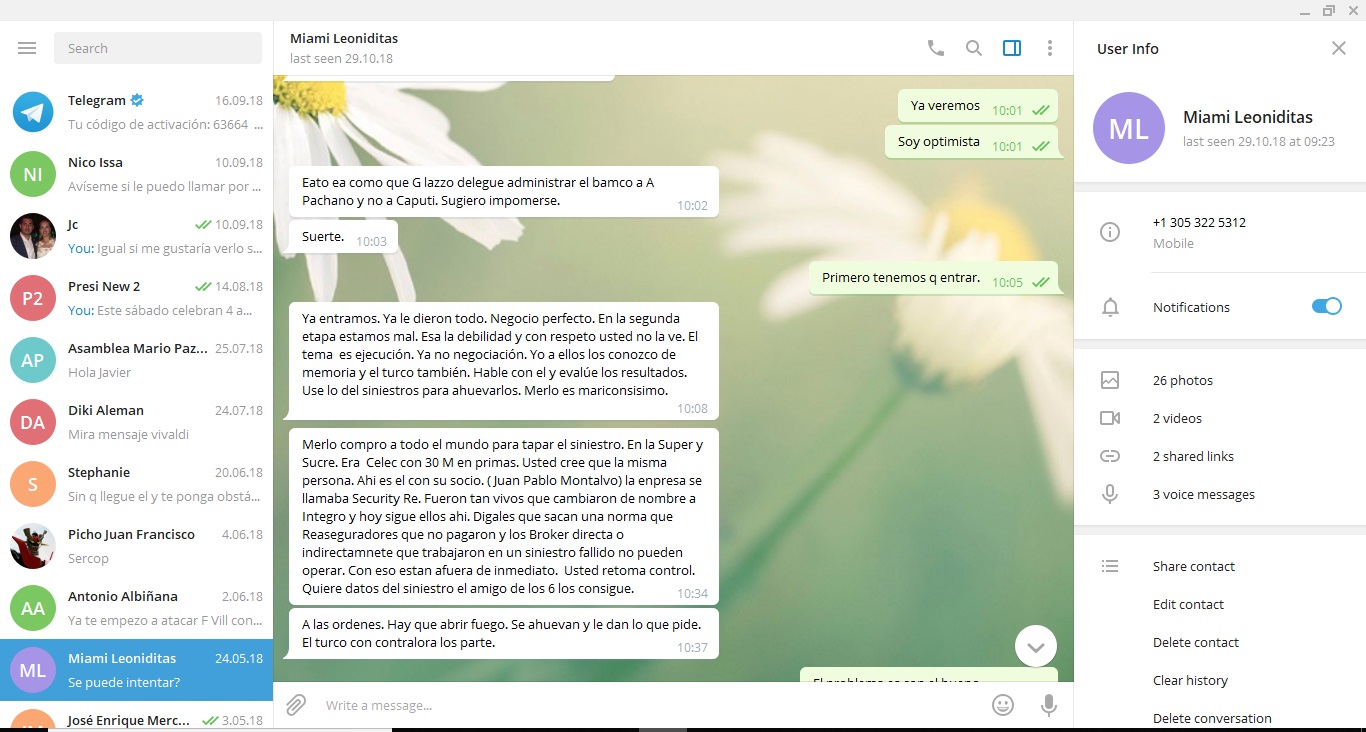 Search
Telegram 16.09.18
Tu código de activación: 63664 ...
Nico Issa 10.09.18
NI
Avíseme si le puedo llamar por ...
Jc 10.09.18
You: Igual si me gustaría verlo s...
Presi New 2 14.08.18
P2
You: Este sábado celebran 4 a...
Asamblea Mario Paz... 25.07.18
AP
Hola Javier
Diki Aleman 24.07.18
DA
Mira mensaje vivaldi
Stephanie 20.06.18
S
Sin q llegue el y te ponga obstá...
Picho Juan Francisco 4.06.18
Sercop
Antonio Albiñana 2.06.18
AA
Ya te empezo a atacar F Vill con...
Miami Leoniditas 24.05.18
ML
Se puede intentar?
José Enrique Merc... 3.05.18
Miami Leoniditas
last seen 29.10.18
Ya veremos 10:01
Soy optimista 10:01
Eato ea como que G lazzo delegue administrar el bamco a A
Pachano y no a Caputi. Sugiero impomerse. 10:02
Suerte. 10:03
Primero tenemos q entrar. 10:05
Ya entramos. Ya le dieron todo. Negocio perfecto. En la segunda
etapa estamos mal. Esa la debilidad y con respeto usted no la ve. El
tema es ejecución. Ya no negociación. Yo a ellos los conozco de
memoria y el turco también. Hable con el y evalúe los resultados.
Use lo del siniestros para ahuevarlos. Merlo es mariconsisimo.
10:08
Merlo compro a todo el mundo para tapar el siniestro. En la Super y
Sucre. Era Celec con 30 M en primas. Usted cree que la misma
persona. Ahi es el con su socio. ( Juan Pablo Montalvo) la enpresa se
llamaba Security Re. Fueron tan vivos que cambiaron de nombre a
Integro y hoy sigue ellos ahi. Digales que sacan una norma que
Reaseguradores que no pagaron y los Broker directa o
indirectamnete que trabajaron en un siniestro fallido no pueden
operar. Con eso estan afuera de inmediato. Usted retoma control.
Quiere datos del siniestro el amigo de los 6 los consigue. 10:34
A las ordenes. Hay que abrir fuego. Se ahuevan y le dan lo que pide.
El turco con contralora los parte. 10:37
Write a message...
User Info
ML
Miami Leoniditas
last seen 29.10.18 at 09:23
+1 305 322 5312
Mobile
Notifications
26 photos
2 videos
2 shared links
3 voice messages
Share contact
Edit contact
Delete contact
Clear history
Delete conversation